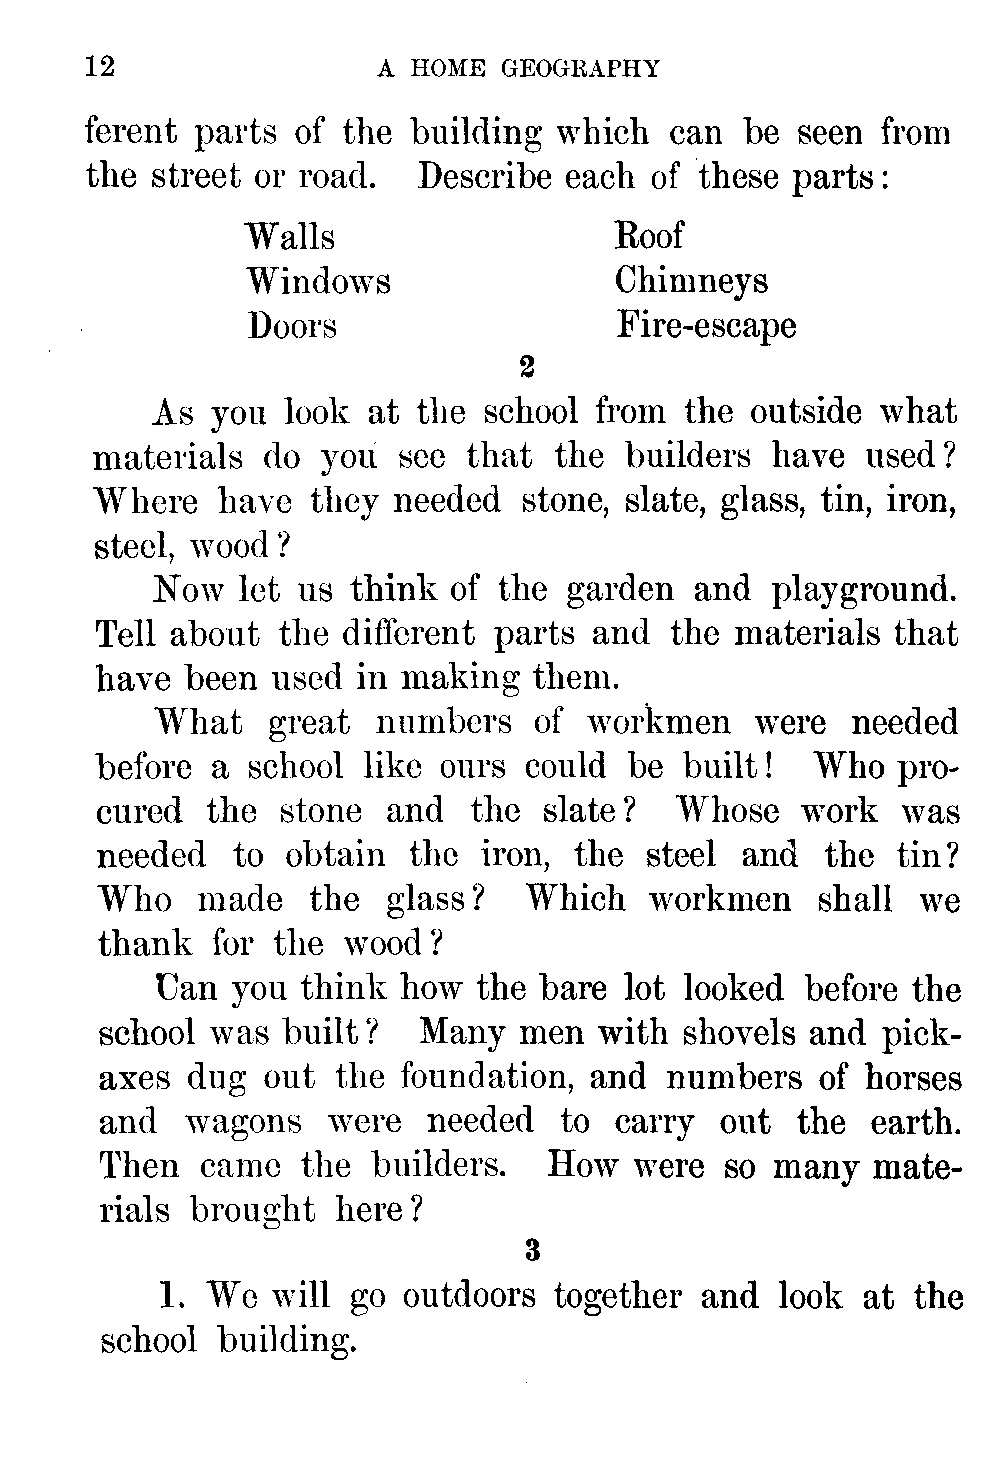 12 A HOME GEOGRAPHY
ferent parts of the building which can be seen from
the street or road. Describe each of these parts:
Walls Roof
Windows Chimneys
Doors Fire-escape
2
As you look at the school from the outside what
materials do you see that the builders have used?
Where have they needed stone, slate, glass, tin, iron,
steel, wood?
Now let us think of the garden and playground.
Tell about the different parts and the materials that
have been used in making them.
What great numbers of workmen were needed
before a school like ours could be built! Who pro-
cured the stone and the slate? Whose work was
needed to obtain the iron, the steel and the tin?
Who made the glass? Which workmen shall we
thank for the wood?
Can you think how the bare lot looked before the
school was built? Many men with shovels and pick-
axes dug out the foundation, and numbers of horses
and wagons were needed to carry out the earth.
Then came the builders. How were so many mate-
rials brought here?
3
1. We will go outdoors together and look at the
school building.